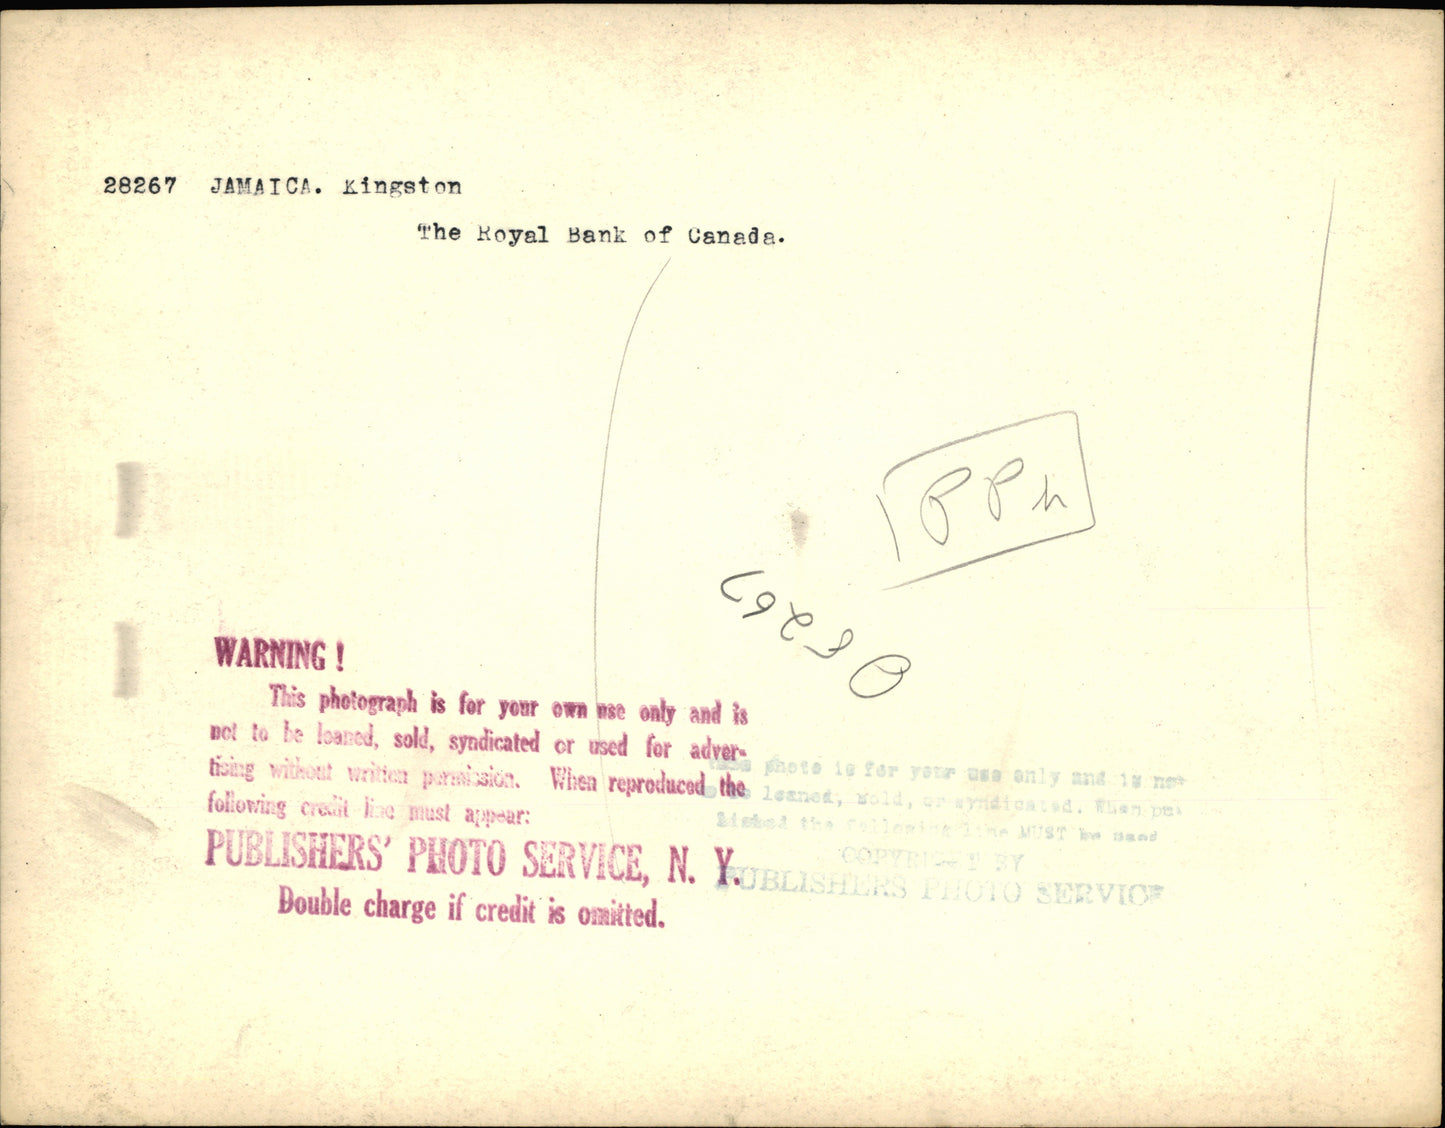 28267 JAMAICA. Kingston
The Royal Bank of Canada.
PPh
WARNING !
This photograph is for your own use only and is
not to be loaned, sold, syndicated or used for adver-
tising without written permission. When reproduced the
following credit line must appear:
PUBLISHERS' PHOTO SERVICE, N. Y.
Double charge if credit is omitted.
photo is for your use only and is not
loaned, sold, or syndicated. When pub-
lished the following line MUST be used
COPYRIGHT BY
PUBLISHERS PHOTO SERVICE